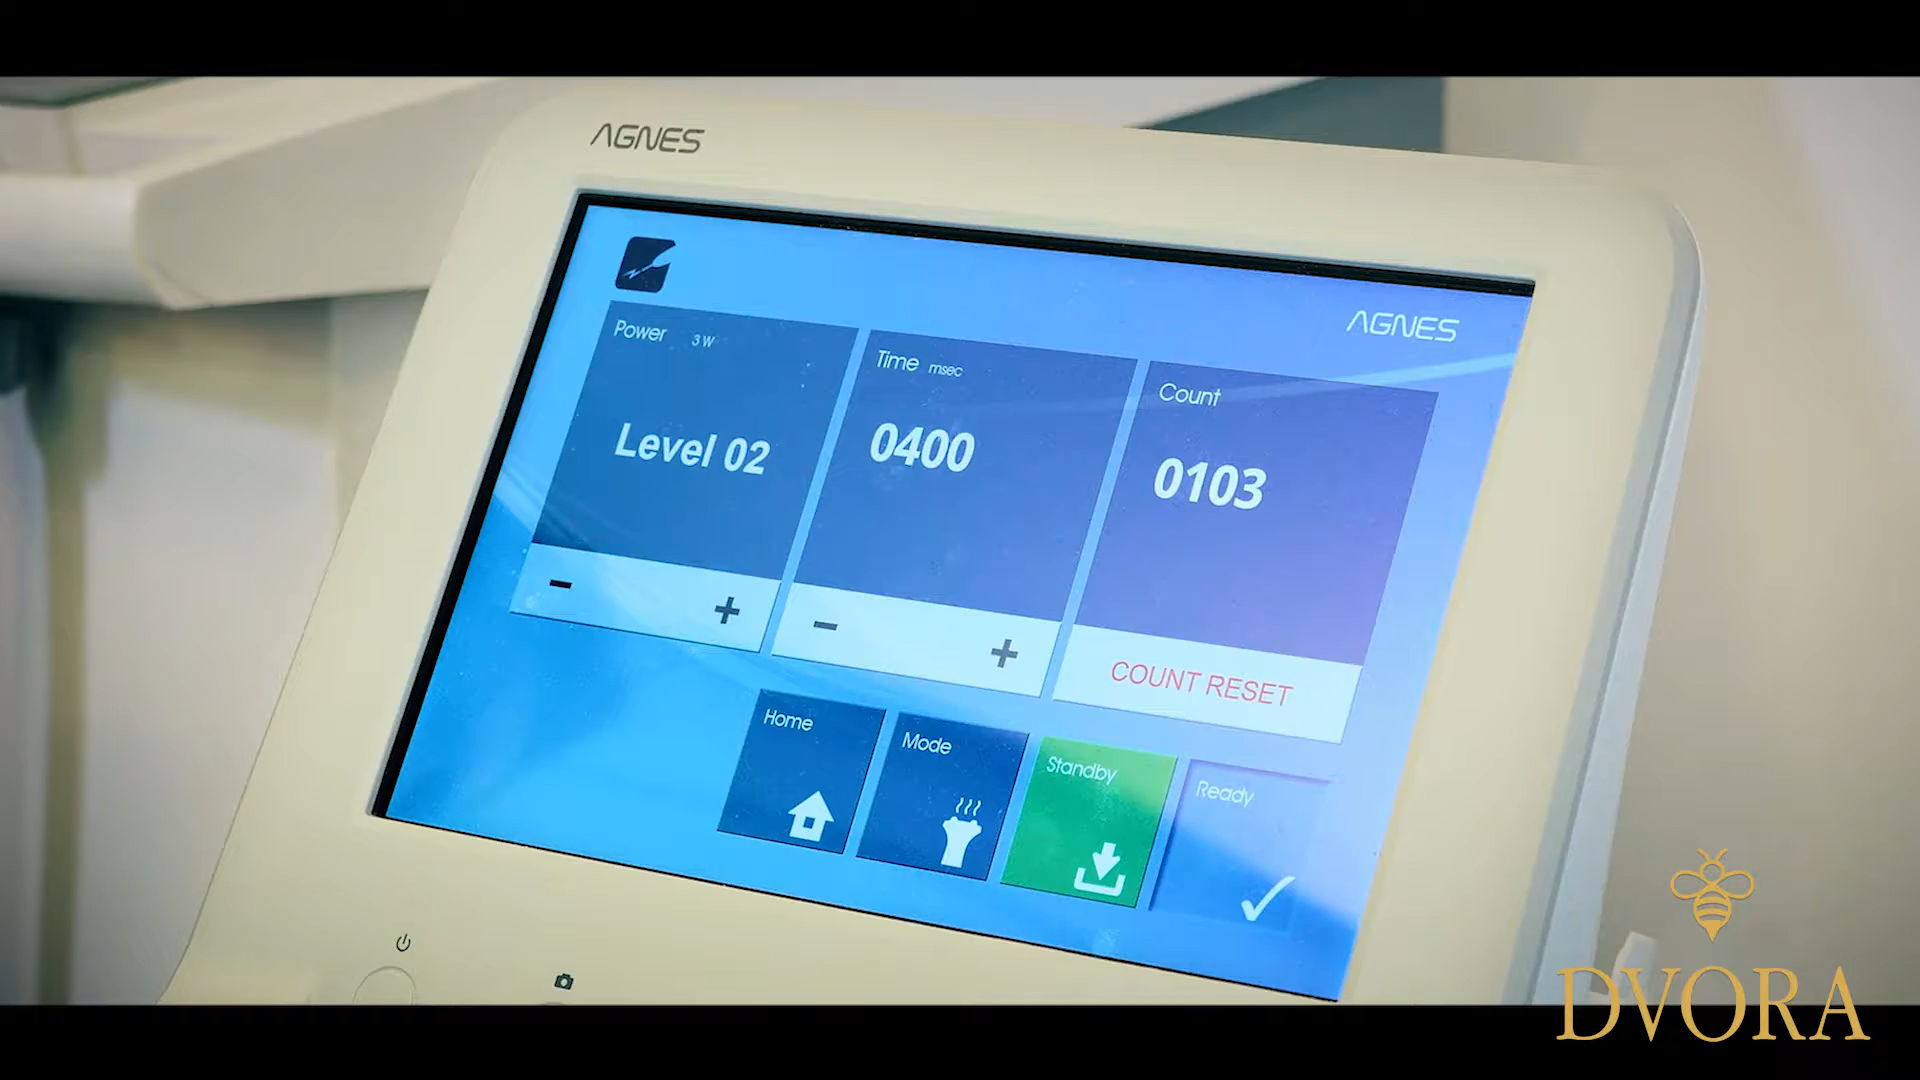 AGNES
AGNES
Power 3 W
Level 02
- +
Time msec
0400
- +
Count
0103
COUNT RESET
Home
Mode
Standby
Ready
DVORA